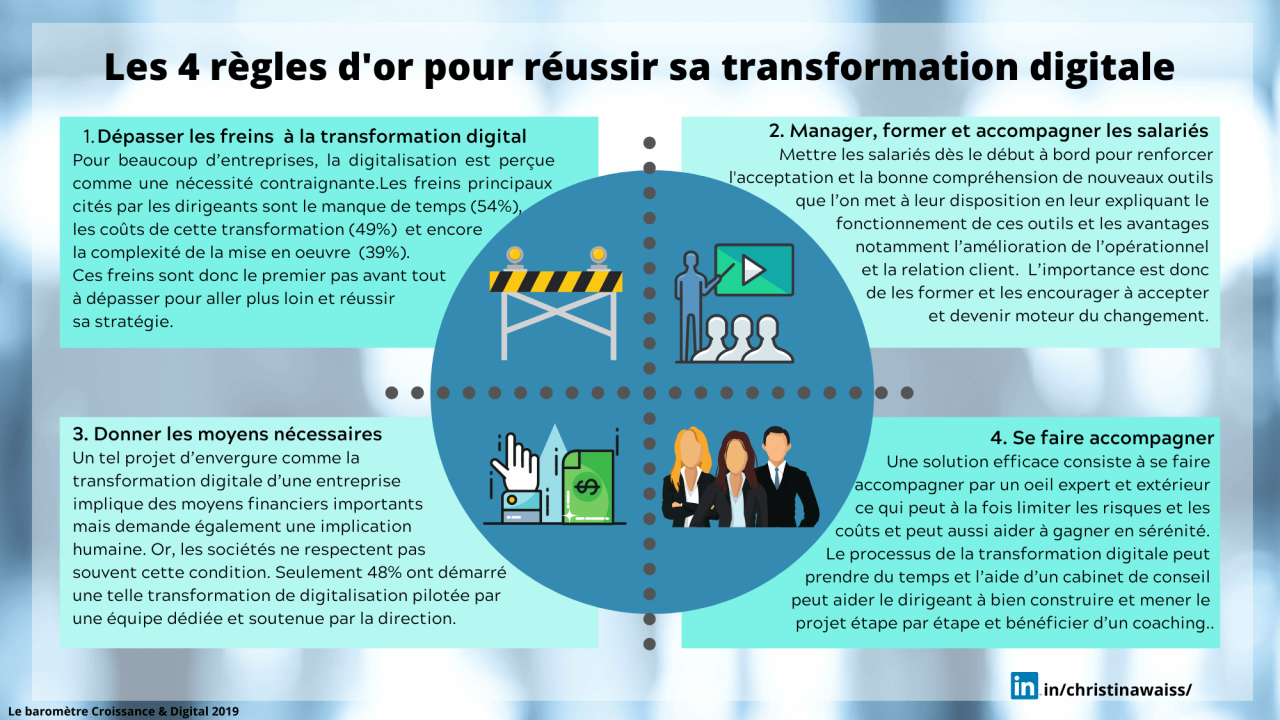 Les 4 règles d'or pour réussir sa transformation digitale
1.Dépasser les freins à la transformation digital
Pour beaucoup d’entreprises, la digitalisation est perçue
comme une nécessité contraignante.Les freins principaux
cités par les dirigeants sont le manque de temps (54%),
les coûts de cette transformation (49%) et encore
la complexité de la mise en oeuvre (39%).
Ces freins sont donc le premier pas avant tout
à dépasser pour aller plus loin et réussir
sa stratégie.
2. Manager, former et accompagner les salariés
Mettre les salariés dès le début à bord pour renforcer
l'acceptation et la bonne compréhension de nouveaux outils
que l’on met à leur disposition en leur expliquant le
fonctionnement de ces outils et les avantages
notamment l’amélioration de l’opérationnel
et la relation client. L’importance est donc
de les former et les encourager à accepter
et devenir moteur du changement.
3. Donner les moyens nécessaires
Un tel projet d’envergure comme la
transformation digitale d’une entreprise
implique des moyens financiers importants
mais demande également une implication
humaine. Or, les sociétés ne respectent pas
souvent cette condition. Seulement 48% ont démarré
une telle transformation de digitalisation pilotée par
une équipe dédiée et soutenue par la direction.
$
4. Se faire accompagner
Une solution efficace consiste à se faire
accompagner par un oeil expert et extérieur
ce qui peut à la fois limiter les risques et les
coûts et peut aussi aider à gagner en sérénité.
Le processus de la transformation digitale peut
prendre du temps et l’aide d’un cabinet de conseil
peut aider le dirigeant à bien construire et mener le
projet étape par étape et bénéficier d’un coaching..
in in/christinawaiss/
Le baromètre Croissance & Digital 2019